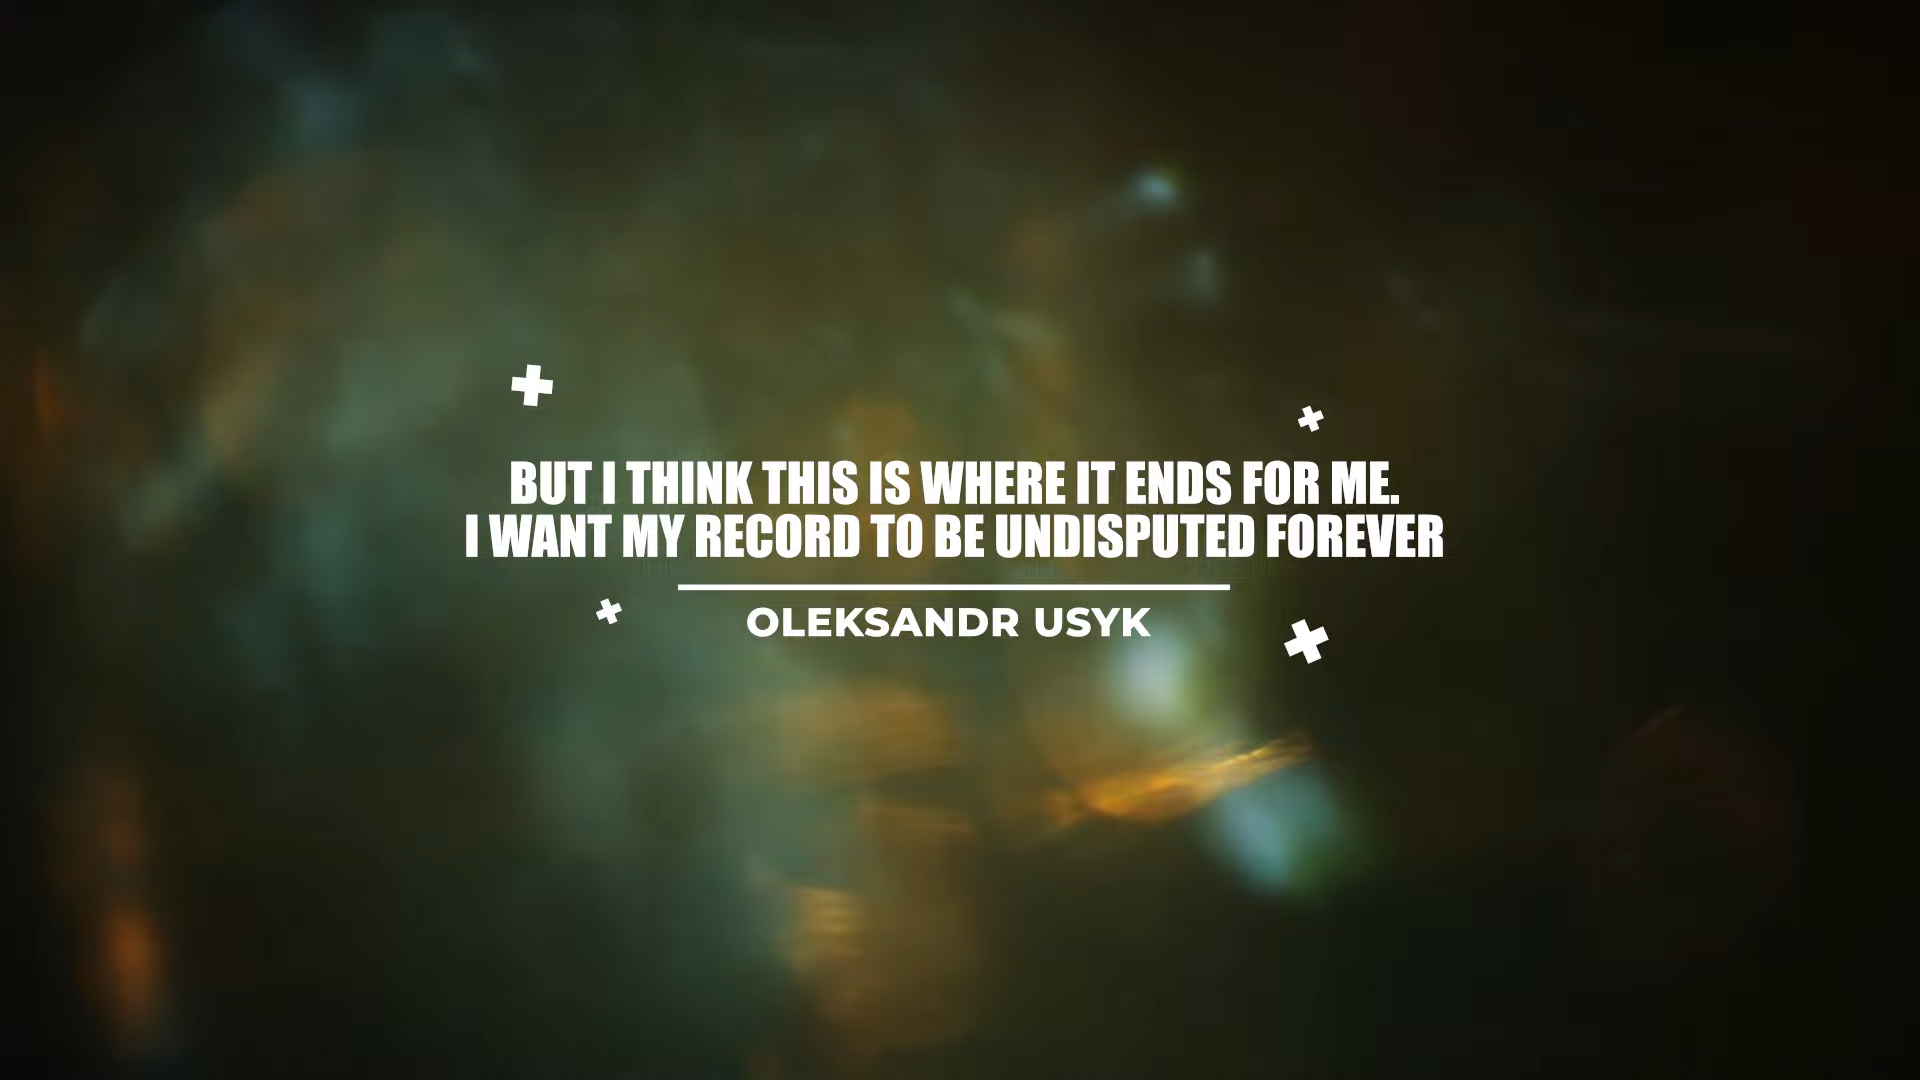 BUT I THINK THIS IS WHERE IT ENDS FOR ME.
I WANT MY RECORD TO BE UNDISPUTED FOREVER
OLEKSANDR USYK